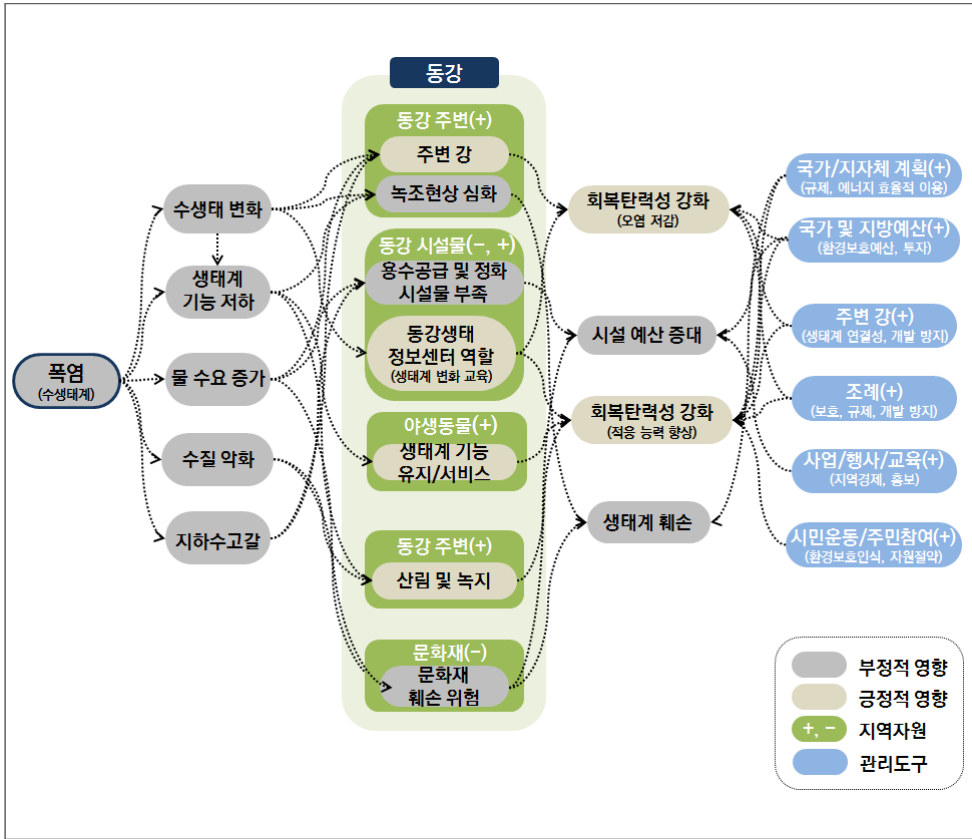 동강
동강 주변(+)
주변 강
녹조현상 심화
동강 시설물(−, +)
용수공급 및 정화
시설물 부족
동강생태
정보센터 역할
(생태계 변화 교육)
야생동물(+)
생태계 기능
유지/서비스
동강 주변(+)
산림 및 녹지
문화재(−)
문화재
훼손 위험
폭염
(수생태계)
수생태 변화
생태계
기능 저하
물 수요 증가
수질 악화
지하수고갈
회복탄력성 강화
(오염 저감)
시설 예산 증대
회복탄력성 강화
(적응 능력 향상)
생태계 훼손
국가/지자체 계획(+)
(규제, 에너지 효율적 이용)
국가 및 지방예산(+)
(환경보호예산, 투자)
주변 강(+)
(생태계 연결성, 개발 방지)
조례(+)
(보호, 규제, 개발 방지)
사업/행사/교육(+)
(지역경제, 홍보)
시민운동/주민참여(+)
(환경보호인식, 자원절약)
부정적 영향
긍정적 영향
+, − 지역자원
관리도구